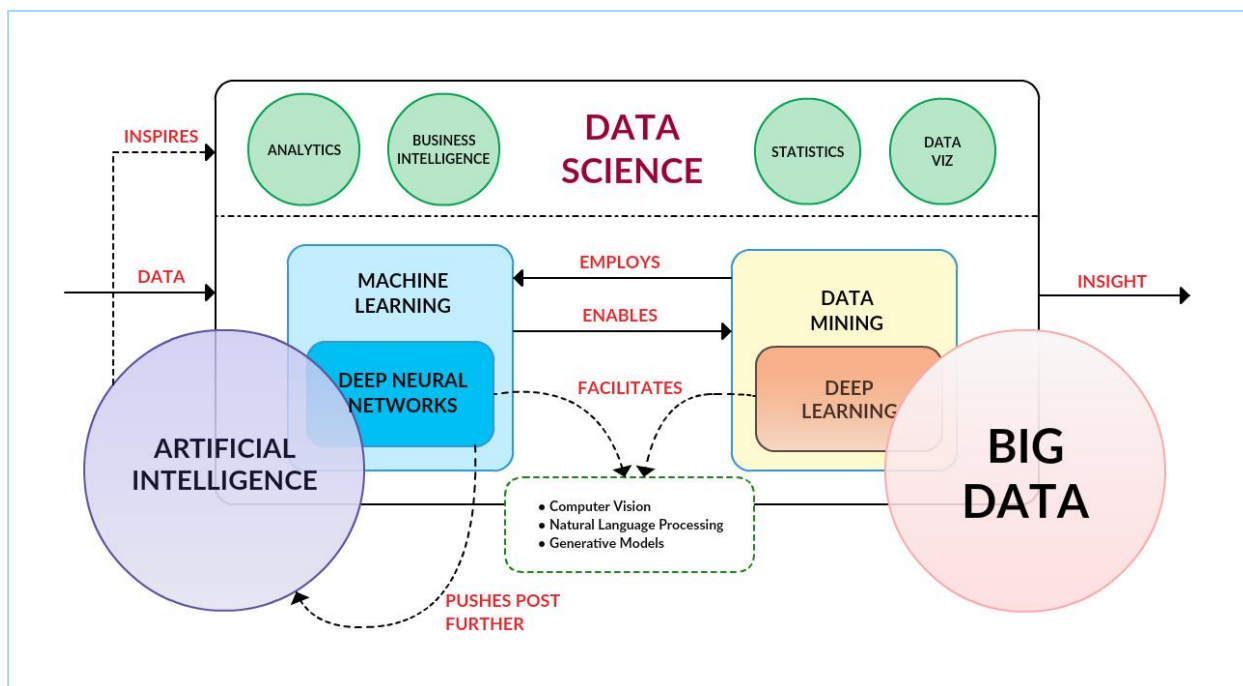 INSPIRES
ANALYTICS
BUSINESS
INTELLIGENCE
DATA
SCIENCE
STATISTICS
DATA
VIZ
DATA
MACHINE
LEARNING
EMPLOYS
ENABLES
DATA
MINING
INSIGHT
DEEP NEURAL
NETWORKS
FACILITATES
DEEP
LEARNING
ARTIFICIAL
INTELLIGENCE
BIG
DATA
• Computer Vision
• Natural Language Processing
• Generative Models
PUSHES POST
FURTHER